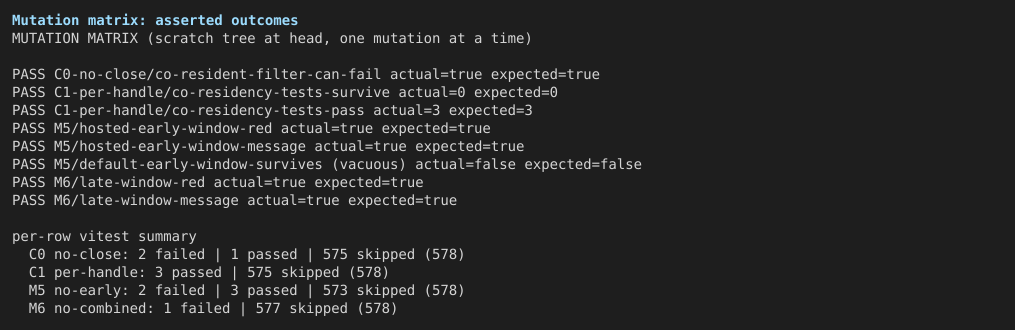 Mutation matrix: asserted outcomes
MUTATION MATRIX (scratch tree at head, one mutation at a time)
PASS C0-no-close/co-resident-filter-can-fail actual=true expected=true
PASS C1-per-handle/co-residency-tests-survive actual=0 expected=0
PASS C1-per-handle/co-residency-tests-pass actual=3 expected=3
PASS M5/hosted-early-window-red actual=true expected=true
PASS M5/hosted-early-window-message actual=true expected=true
PASS M5/default-early-window-survives (vacuous) actual=false expected=false
PASS M6/late-window-red actual=true expected=true
PASS M6/late-window-message actual=true expected=true
per-row vitest summary
C0 no-close: 2 failed | 1 passed | 575 skipped (578)
C1 per-handle: 3 passed | 575 skipped (578)
M5 no-early: 2 failed | 3 passed | 573 skipped (578)
M6 no-combined: 1 failed | 577 skipped (578)